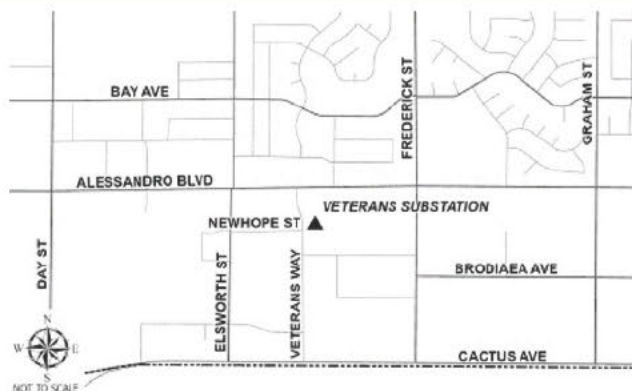 BAY AVE
FREDERICK ST
GRAHAM ST
ALESSANDRO BLVD
VETERANS SUBSTATION
NEWHOPE ST
DAY ST
ELSWORTH ST
VETERANS WAY
BRODIAEA AVE
N
W E
S
CACTUS AVE
NOT TO SCALE